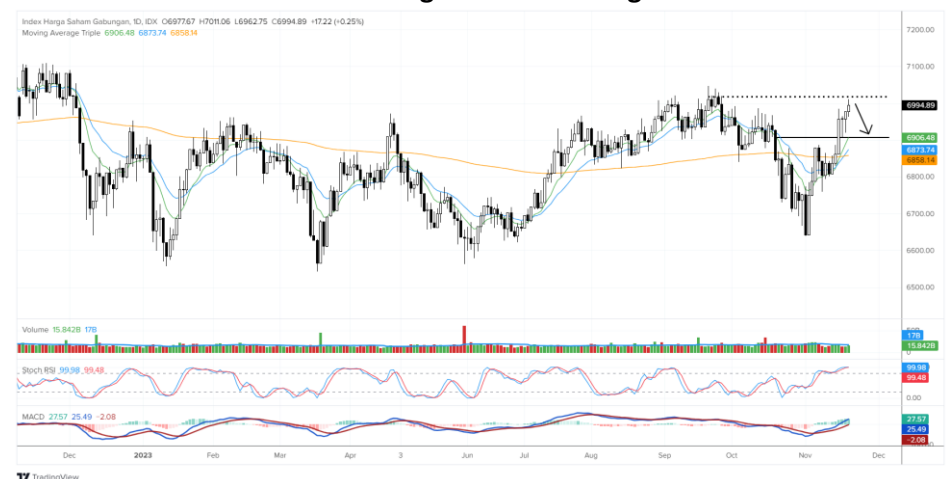 Index Harga Saham Gabungan, 1D, IDX O6977.67 H7011.06 L6962.75 C6994.89 +17.22 (+0.25%)
Moving Average Triple 6906.48 6873.74 6858.14
7200.00
7100.00
6994.89
6906.48
6873.74
6858.14
6800.00
6700.00
6600.00
6500.00
Volume 15.842B 17B
17B
15.842B
0
Stoch RSI 99.98 99.48
99.98
99.48
0.00
MACD 27.57 25.49 -2.08
27.57
25.49
-2.08
Dec 2023 Feb Mar Apr 3 Jun Jul Aug Sep Oct Nov Dec
TradingView